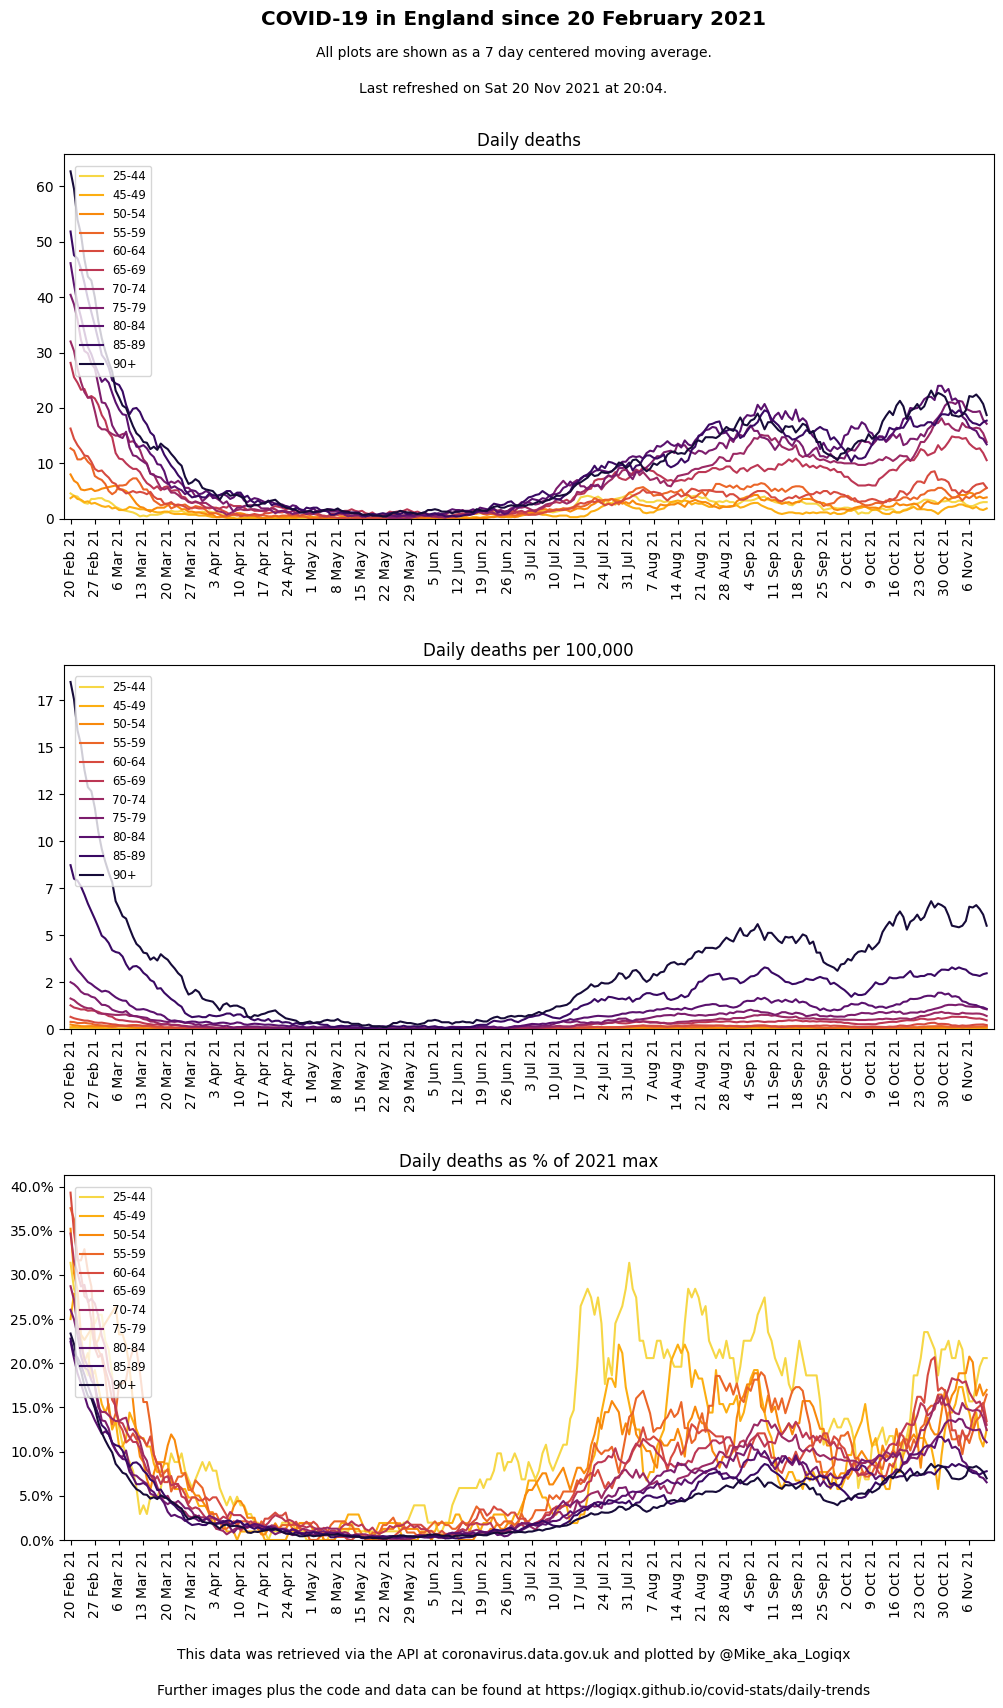 COVID-19 in England since 20 February 2021
All plots are shown as a 7 day centered moving average.
Last refreshed on Sat 20 Nov 2021 at 20:04.
Daily deaths
60
50
40
30
20
10
0
25-44
45-49
50-54
55-59
60-64
65-69
70-74
75-79
80-84
85-89
90+
20 Feb 21
27 Feb 21
6 Mar 21
13 Mar 21
20 Mar 21
27 Mar 21
3 Apr 21
10 Apr 21
17 Apr 21
24 Apr 21
1 May 21
8 May 21
15 May 21
22 May 21
29 May 21
5 Jun 21
12 Jun 21
19 Jun 21
26 Jun 21
3 Jul 21
10 Jul 21
17 Jul 21
24 Jul 21
31 Jul 21
7 Aug 21
14 Aug 21
21 Aug 21
28 Aug 21
4 Sep 21
11 Sep 21
18 Sep 21
25 Sep 21
2 Oct 21
9 Oct 21
16 Oct 21
23 Oct 21
30 Oct 21
6 Nov 21
Daily deaths per 100,000
17
15
12
10
7
5
2
0
25-44
45-49
50-54
55-59
60-64
65-69
70-74
75-79
80-84
85-89
90+
20 Feb 21
27 Feb 21
6 Mar 21
13 Mar 21
20 Mar 21
27 Mar 21
3 Apr 21
10 Apr 21
17 Apr 21
24 Apr 21
1 May 21
8 May 21
15 May 21
22 May 21
29 May 21
5 Jun 21
12 Jun 21
19 Jun 21
26 Jun 21
3 Jul 21
10 Jul 21
17 Jul 21
24 Jul 21
31 Jul 21
7 Aug 21
14 Aug 21
21 Aug 21
28 Aug 21
4 Sep 21
11 Sep 21
18 Sep 21
25 Sep 21
2 Oct 21
9 Oct 21
16 Oct 21
23 Oct 21
30 Oct 21
6 Nov 21
Daily deaths as % of 2021 max
40.0%
35.0%
30.0%
25.0%
20.0%
15.0%
10.0%
5.0%
0.0%
25-44
45-49
50-54
55-59
60-64
65-69
70-74
75-79
80-84
85-89
90+
20 Feb 21
27 Feb 21
6 Mar 21
13 Mar 21
20 Mar 21
27 Mar 21
3 Apr 21
10 Apr 21
17 Apr 21
24 Apr 21
1 May 21
8 May 21
15 May 21
22 May 21
29 May 21
5 Jun 21
12 Jun 21
19 Jun 21
26 Jun 21
3 Jul 21
10 Jul 21
17 Jul 21
24 Jul 21
31 Jul 21
7 Aug 21
14 Aug 21
21 Aug 21
28 Aug 21
4 Sep 21
11 Sep 21
18 Sep 21
25 Sep 21
2 Oct 21
9 Oct 21
16 Oct 21
23 Oct 21
30 Oct 21
6 Nov 21
This data was retrieved via the API at coronavirus.data.gov.uk and plotted by @Mike_aka_Logiqx
Further images plus the code and data can be found at https://logiqx.github.io/covid-stats/daily-trends